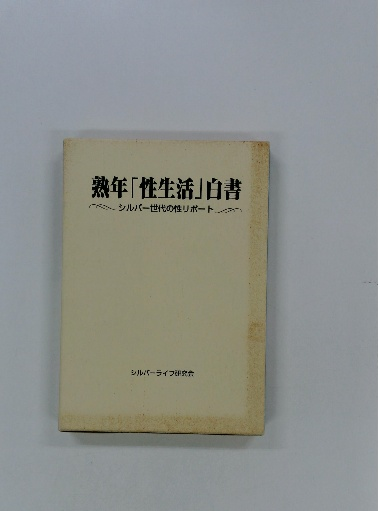 熟年「性生活」白書
シルバー世代の性リポート
シルバーライフ研究会